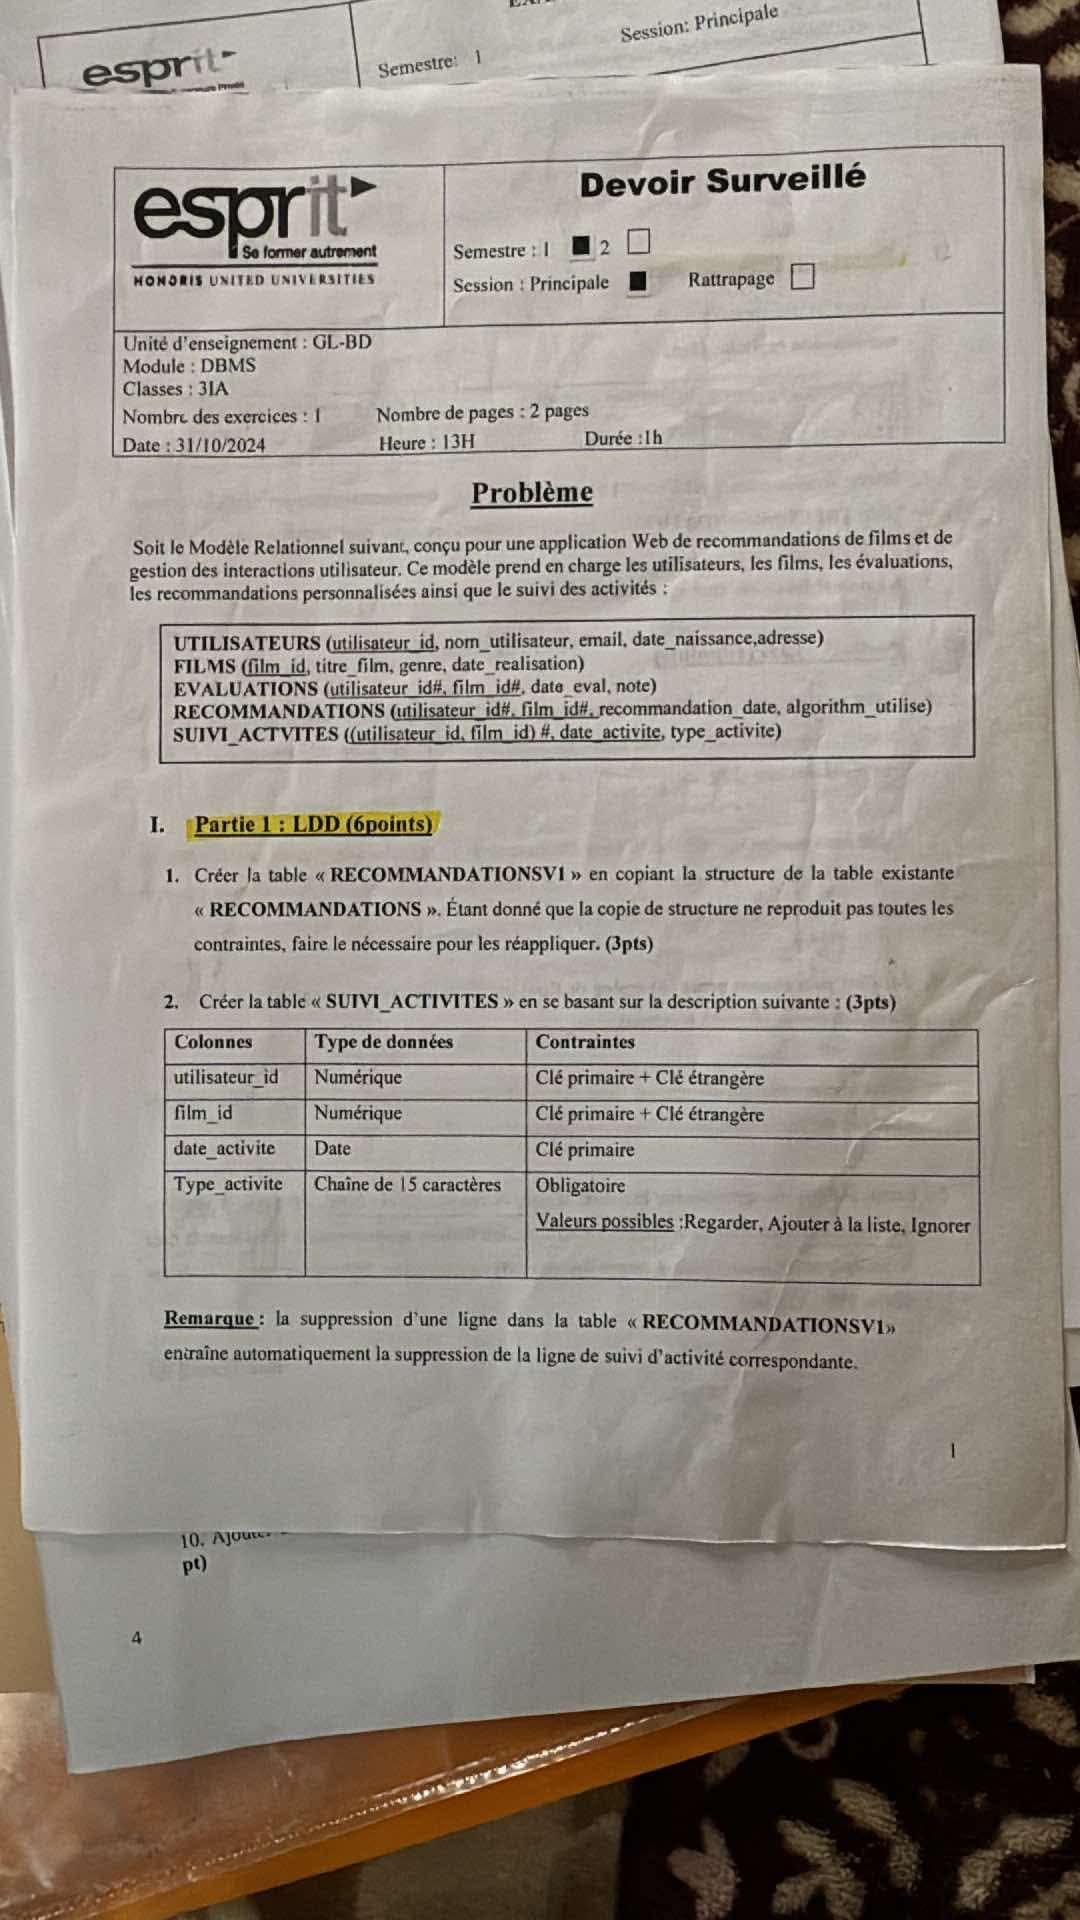 esprit
Semestre: 1
Session: Principale
esprit
Se former autrement
HONORIS UNITED UNIVERSITIES
Devoir Surveillé
Semestre : 1 ■ 2 □
Session : Principale ■ Rattrapage □
Unité d'enseignement : GL-BD
Module : DBMS
Classes : 3IA
Nombre des exercices : 1 Nombre de pages : 2 pages
Date : 31/10/2024 Heure : 13H Durée :1h
Problème
Soit le Modèle Relationnel suivant, conçu pour une application Web de recommandations de films et de
gestion des interactions utilisateur. Ce modèle prend en charge les utilisateurs, les films, les évaluations,
les recommandations personnalisées ainsi que le suivi des activités :
UTILISATEURS (utilisateur_id, nom_utilisateur, email, date_naissance,adresse)
FILMS (film_id, titre_film, genre, date_realisation)
EVALUATIONS (utilisateur_id#, film_id#, date_eval, note)
RECOMMANDATIONS (utilisateur_id#, film_id#, recommandation_date, algorithm_utilise)
SUIVI_ACTVITES ((utilisateur_id, film_id) #, date_activite, type_activite)
I. Partie 1 : LDD (6points)
1. Créer la table « RECOMMANDATIONSV1 » en copiant la structure de la table existante
« RECOMMANDATIONS ». Étant donné que la copie de structure ne reproduit pas toutes les
contraintes, faire le nécessaire pour les réappliquer. (3pts)
2. Créer la table « SUIVI_ACTIVITES » en se basant sur la description suivante : (3pts)
Colonnes Type de données Contraintes
utilisateur_id Numérique Clé primaire + Clé étrangère
film_id Numérique Clé primaire + Clé étrangère
date_activite Date Clé primaire
Type_activite Chaîne de 15 caractères Obligatoire
Valeurs possibles :Regarder, Ajouter à la liste, Ignorer
Remarque : la suppression d'une ligne dans la table « RECOMMANDATIONSV1»
entraîne automatiquement la suppression de la ligne de suivi d'activité correspondante.
1
10. Ajouter
pt)
4